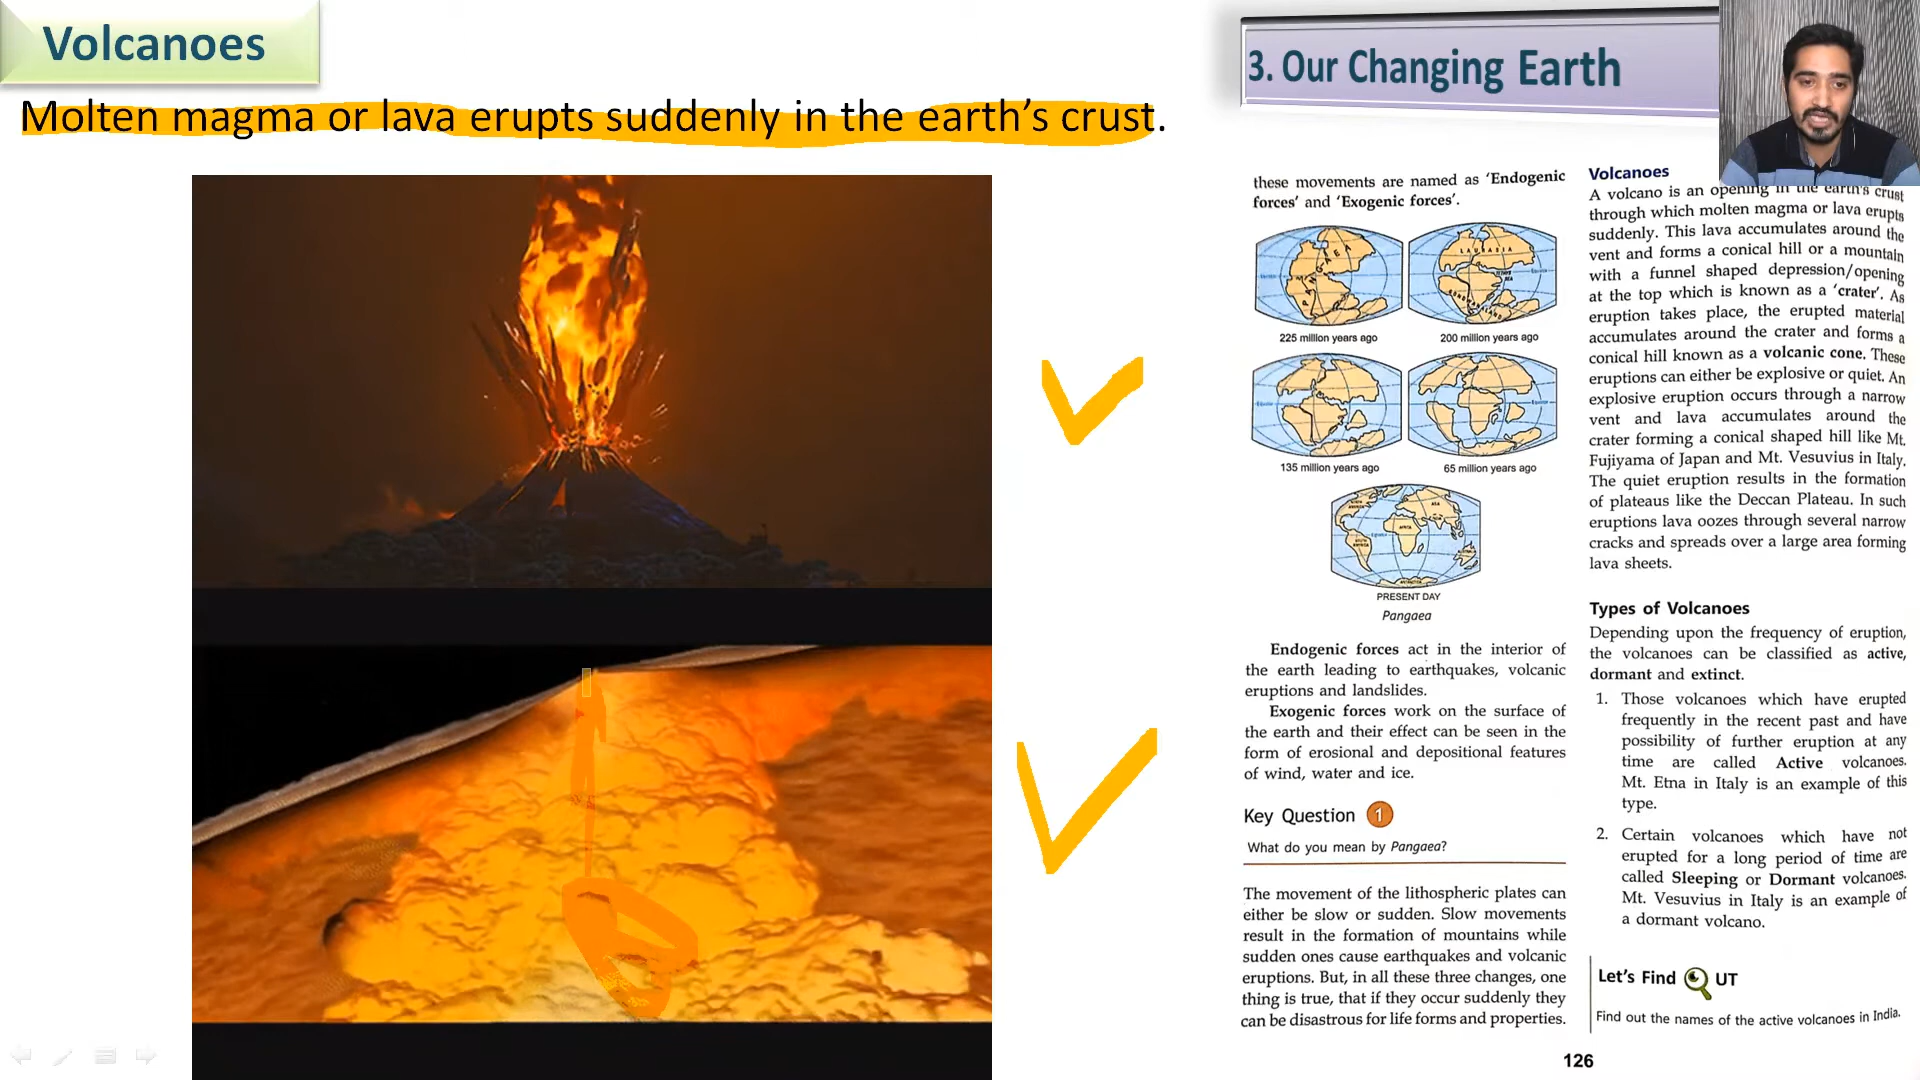 Volcanoes
Molten magma or lava erupts suddenly in the earth's crust.
3. Our Changing Earth
these movements are named as 'Endogenic
forces' and 'Exogenic forces'.
PANGAEA
LAURASIA
225 million years ago
200 million years ago
135 million years ago
65 million years ago
AFRICA
ASIA
PRESENT DAY
Pangaea
Endogenic forces act in the interior of
the earth leading to earthquakes, volcanic
eruptions and landslides.
Exogenic forces work on the surface of
the earth and their effect can be seen in the
form of erosional and depositional features
of wind, water and ice.
Key Question 1
What do you mean by Pangaea?
The movement of the lithospheric plates can
either be slow or sudden. Slow movements
result in the formation of mountains while
sudden ones cause earthquakes and volcanic
eruptions. But, in all these three changes, one
thing is true, that if they occur suddenly they
can be disastrous for life forms and properties.
Volcanoes
A volcano is an opening in the earth's crust
through which molten magma or lava erupts
suddenly. This lava accumulates around the
vent and forms a conical hill or a mountain
with a funnel shaped depression/opening
at the top which is known as a 'crater'. As
eruption takes place, the erupted material
accumulates around the crater and forms a
conical hill known as a volcanic cone. These
eruptions can either be explosive or quiet. An
explosive eruption occurs through a narrow
vent and lava accumulates around the
crater forming a conical shaped hill like Mt.
Fujiyama of Japan and Mt. Vesuvius in Italy.
The quiet eruption results in the formation
of plateaus like the Deccan Plateau. In such
eruptions lava oozes through several narrow
cracks and spreads over a large area forming
lava sheets.
Types of Volcanoes
Depending upon the frequency of eruption,
the volcanoes can be classified as active,
dormant and extinct.
1. Those volcanoes which have erupted
frequently in the recent past and have
possibility of further eruption at any
time are called Active volcanoes.
Mt. Etna in Italy is an example of this
type.
2. Certain volcanoes which have not
erupted for a long period of time are
called Sleeping or Dormant volcanoes.
Mt. Vesuvius in Italy is an example of
a dormant volcano.
Let's Find UT
Find out the names of the active volcanoes in India.
126